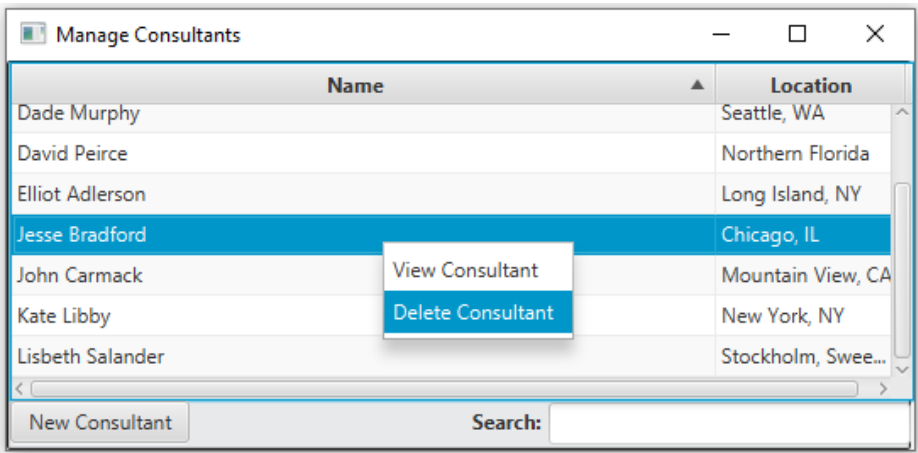 Manage Consultants
Name Location
Dade Murphy Seattle, WA
David Peirce Northern Florida
Elliot Adlerson Long Island, NY
Jesse Bradford Chicago, IL
View Consultant
John Carmack Mountain View, CA
Delete Consultant
Kate Libby New York, NY
Lisbeth Salander Stockholm, Swee...
New Consultant Search: